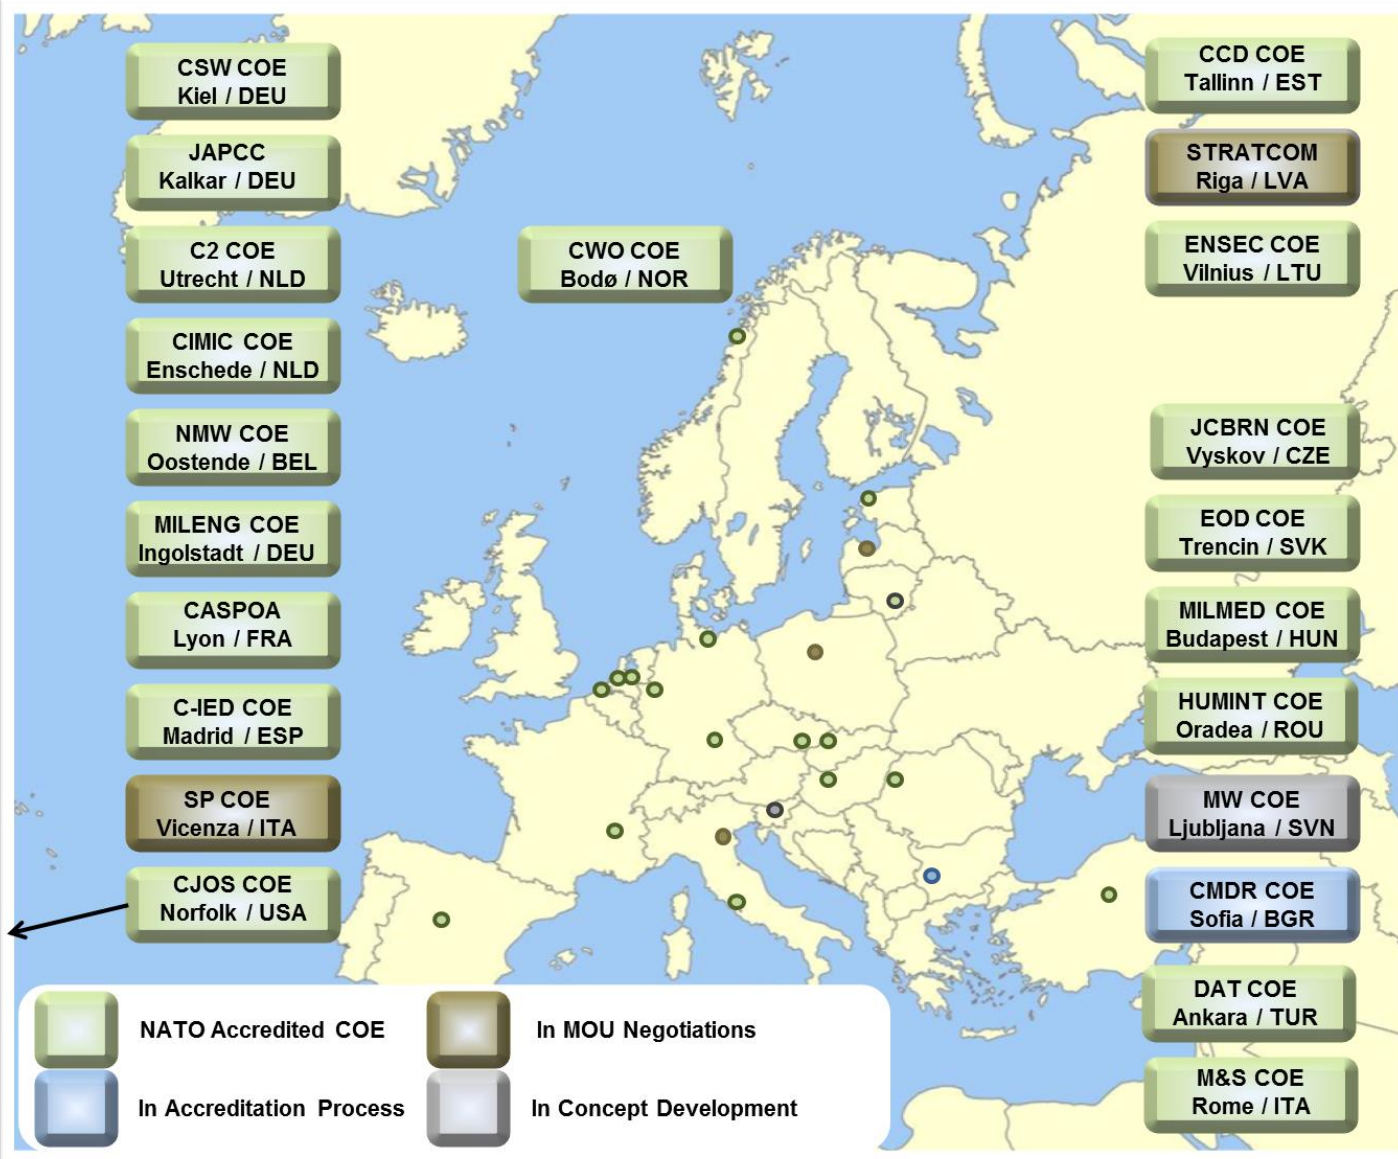 CSW COE
Kiel / DEU
JAPCC
Kalkar / DEU
C2 COE
Utrecht / NLD
CIMIC COE
Enschede / NLD
NMW COE
Oostende / BEL
MILENG COE
Ingolstadt / DEU
CASPOA
Lyon / FRA
C-IED COE
Madrid / ESP
SP COE
Vicenza / ITA
CJOS COE
Norfolk / USA
CWO COE
Bodø / NOR
CCD COE
Tallinn / EST
STRATCOM
Riga / LVA
ENSEC COE
Vilnius / LTU
JCBRN COE
Vyskov / CZE
EOD COE
Trencin / SVK
MILMED COE
Budapest / HUN
HUMINT COE
Oradea / ROU
MW COE
Ljubljana / SVN
CMDR COE
Sofia / BGR
DAT COE
Ankara / TUR
M&S COE
Rome / ITA
NATO Accredited COE
In MOU Negotiations
In Accreditation Process
In Concept Development